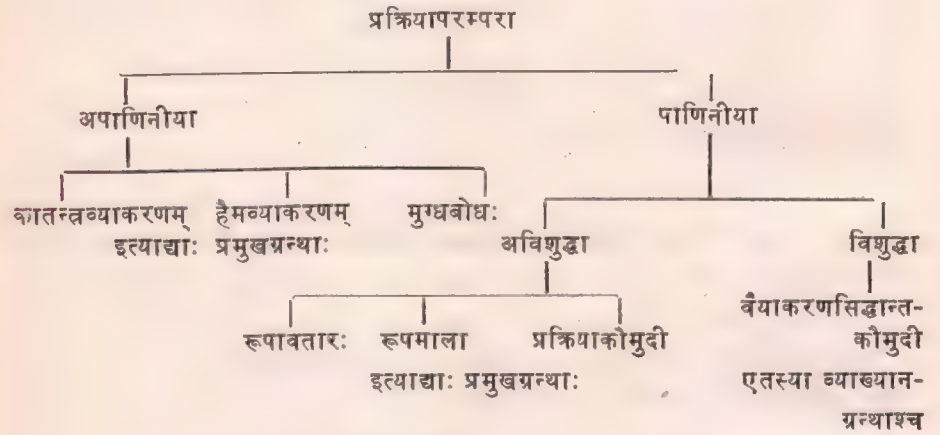 प्रक्रियापरम्परा
अपाणिनीया पाणिनीया
कातन्त्रव्याकरणम् हैमव्याकरणम् मुग्धबोधः
इत्याद्याः प्रमुखग्रन्थाः
अविशुद्धा विशुद्धा
रूपावतारः रूपमाला प्रक्रियाकौमुदी
इत्याद्याः प्रमुखग्रन्थाः
वैयाकरणसिद्धान्त-
कौमुदी
एतस्या व्याख्यान-
ग्रन्थाश्च